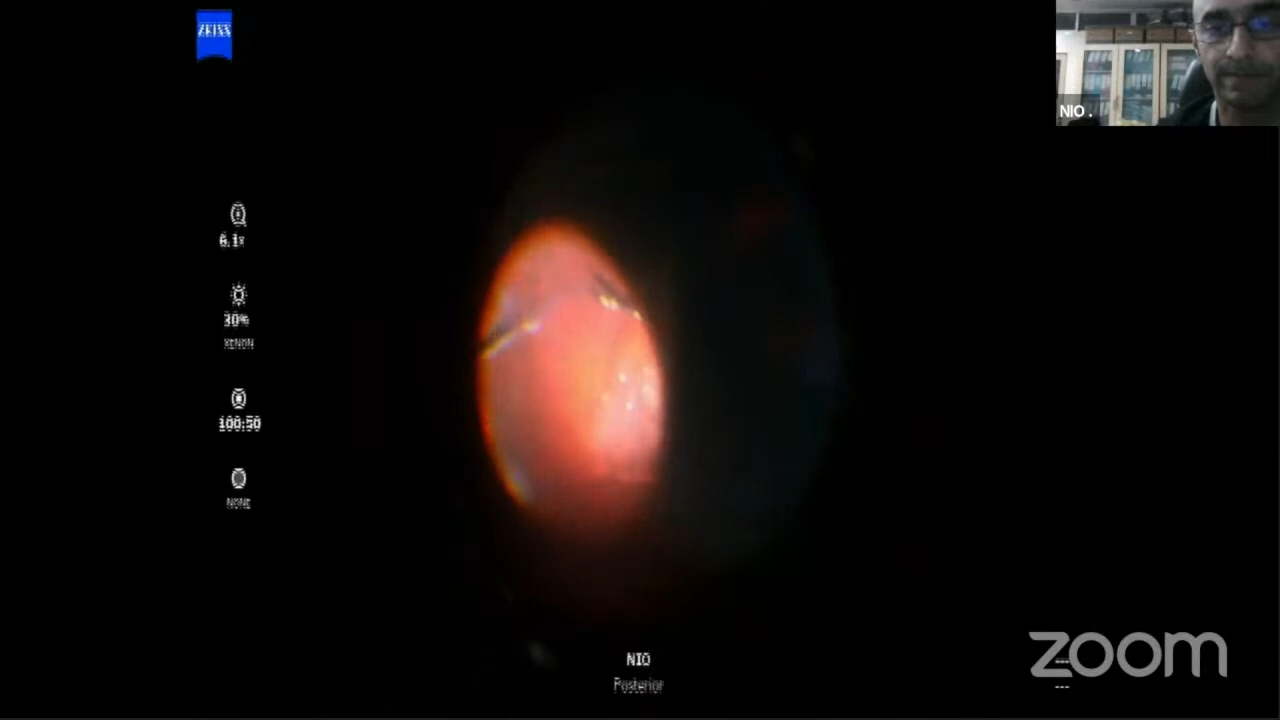 ZEISS
NIO .
6.1x
30%
XENON
100:50
NONE
NIO
Posterior
---
---
zoom